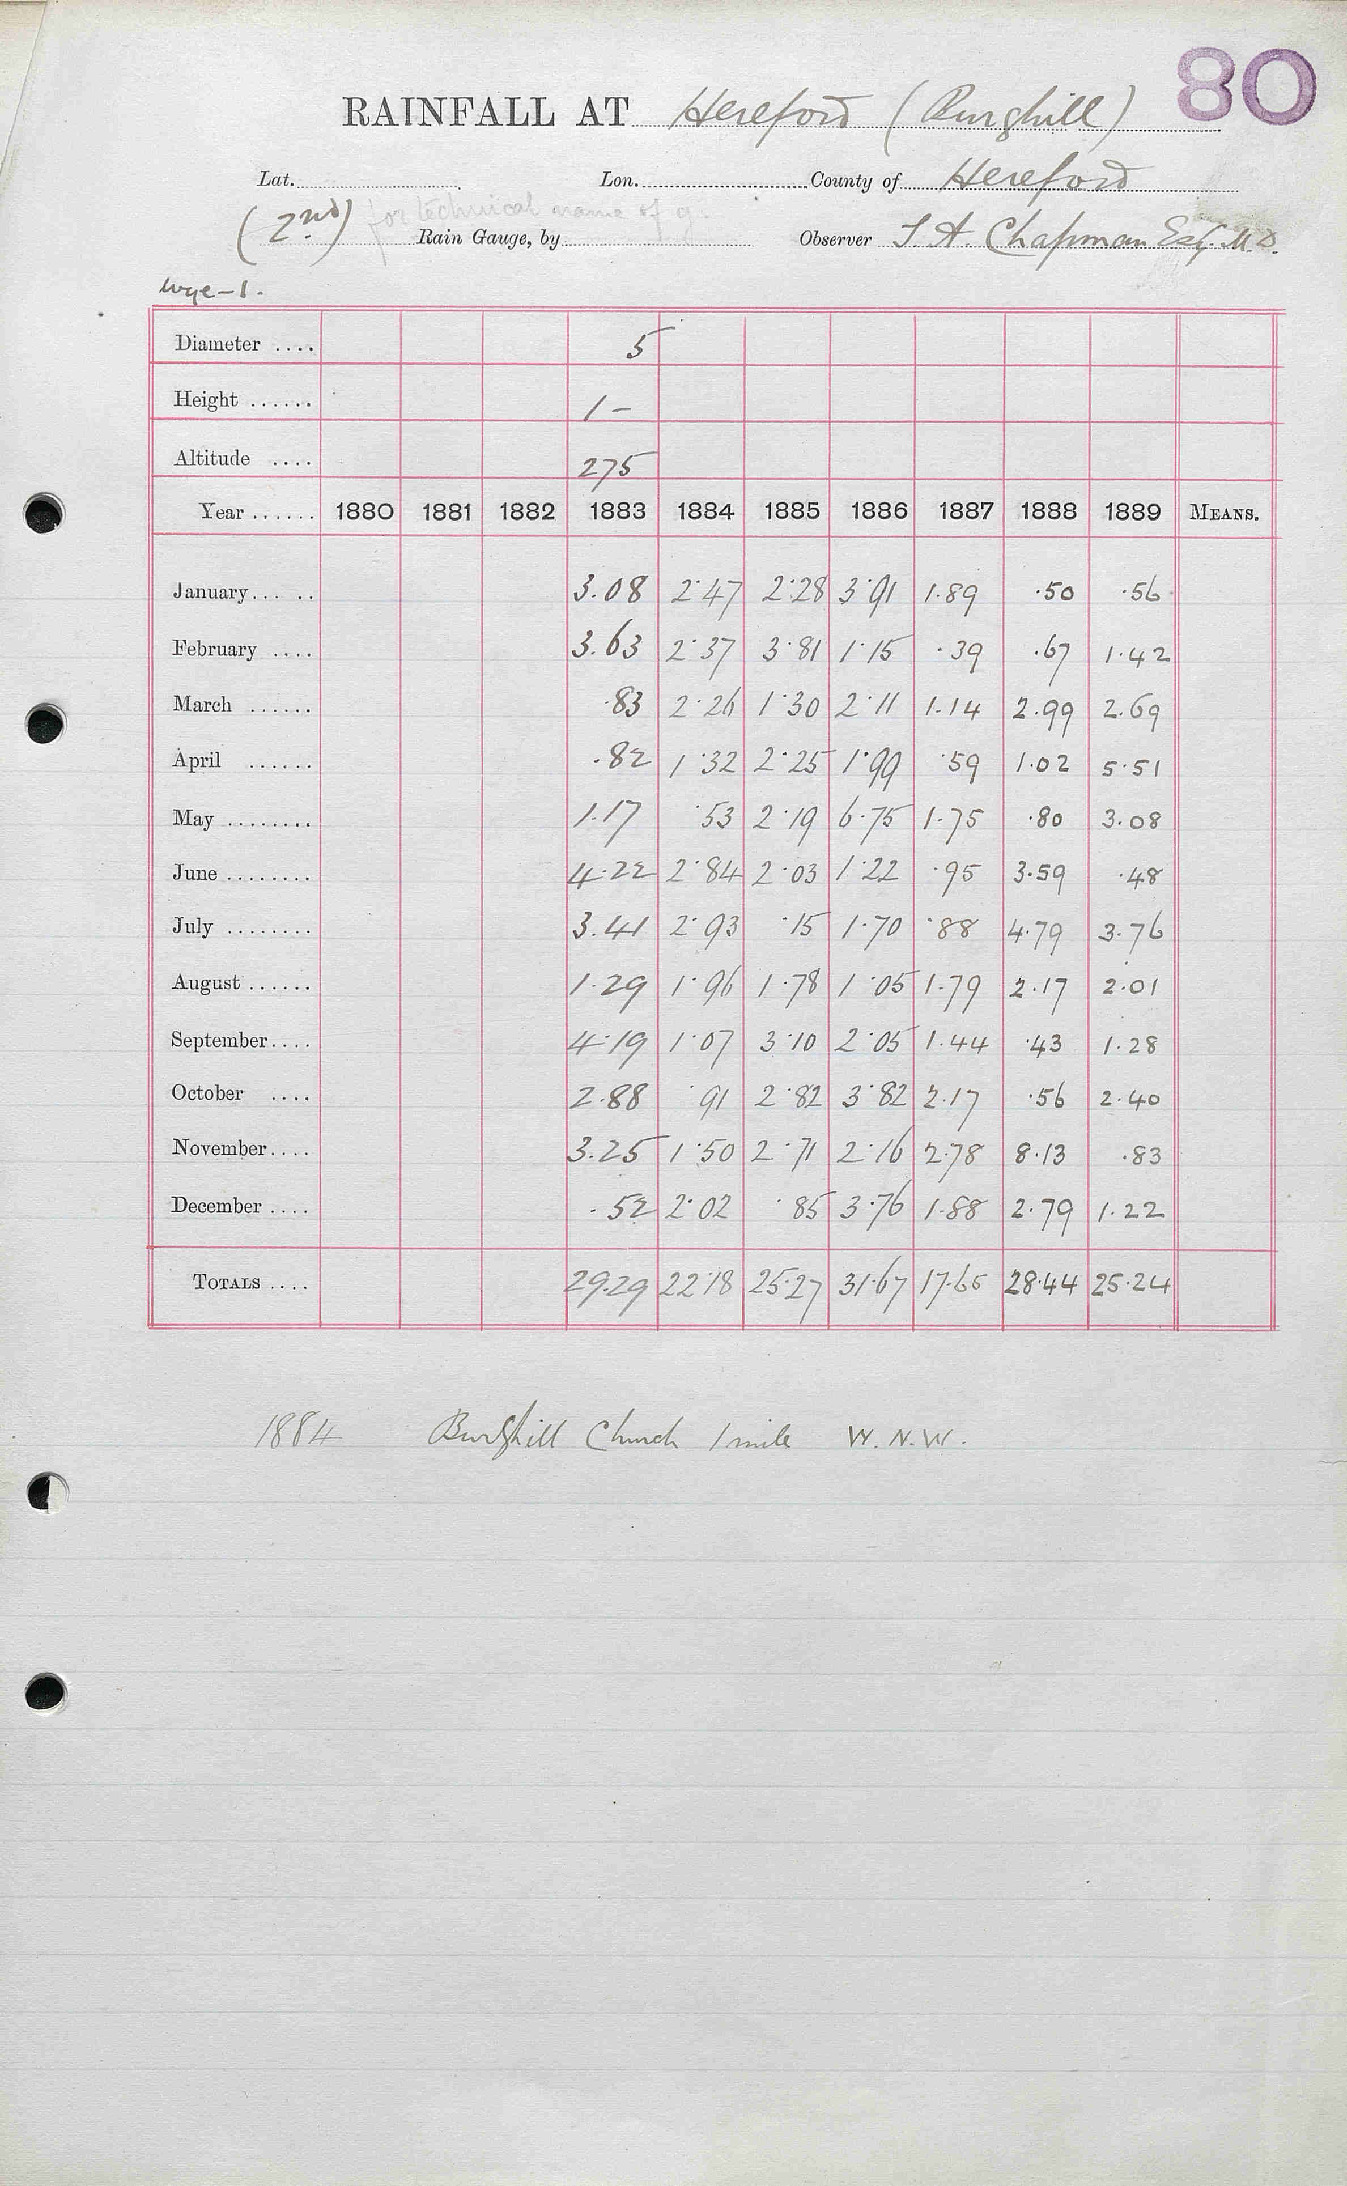 80
RAINFALL AT Hereford (Burghill)
Lat. Lon. County of Hereford
(2nd) for technical name of g.
Rain Gauge, by Observer T. A. Chapman Esq. M.D.
Wye-1.
Diameter .... 5
Height ...... 1 -
Altitude .... 275
Year ...... 1880 1881 1882 1883 1884 1885 1886 1887 1888 1889 MEANS.
January... .. 3.08 2.47 2.28 3.91 1.89 .50 .56
February .... 3.63 2.37 3.81 1.15 .39 .67 1.42
March ...... .83 2.26 1.30 2.11 1.14 2.99 2.69
April ...... .82 1.32 2.25 1.99 .59 1.02 5.51
May ........ 1.17 .53 2.19 6.75 1.75 .80 3.08
June ........ 4.22 2.84 2.03 1.22 .95 3.59 .48
July ........ 3.41 2.93 .15 1.70 .88 4.79 3.76
August ...... 1.29 1.96 1.78 1.05 1.79 2.17 2.01
September.... 4.19 1.07 3.10 2.05 1.44 .43 1.28
October .... 2.88 .91 2.82 3.82 2.17 .56 2.40
November.... 3.25 1.50 2.71 2.16 2.78 8.13 .83
December .... .52 2.02 .85 3.76 1.88 2.79 1.22
TOTALS .... 29.29 22.18 25.27 31.67 17.65 28.44 25.24
1884 Burghill Church 1 mile W.N.W.